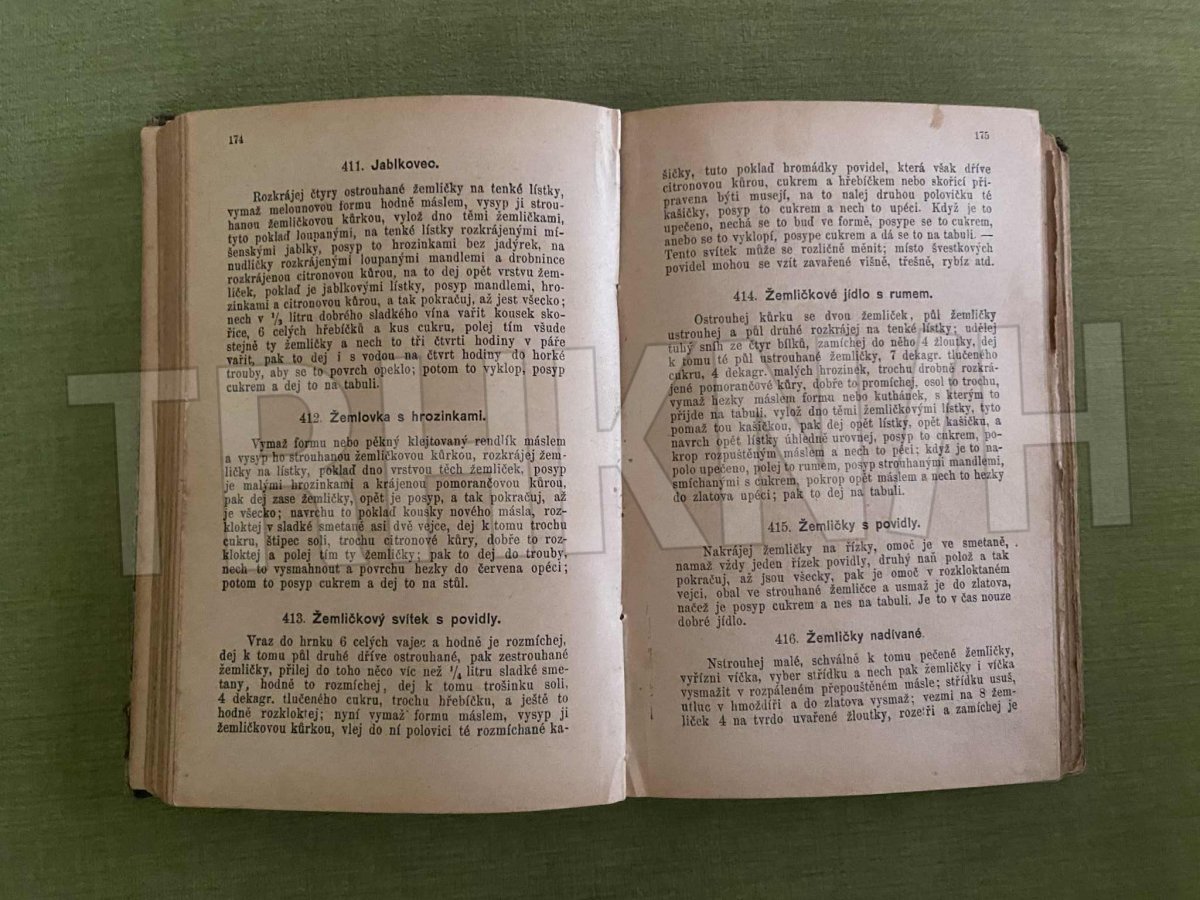 174
411. Jablkovec.
Rozkrájej čtyry ostrouhané žemličky na tenké lístky,
vymaž melounovou formu hodně máslem, vysyp ji strou-
hanou žemličkovou kůrkou, vylož dno těmi žemličkami,
tyto poklaď loupanými, na tenké lístky rozkrájenými mí-
šenskými jablky, posyp to hrozinkami bez jadýrek, na
nudličky rozkrájenými loupanými mandlemi a drobnince
rozkrájenou citronovou kůrou, na to dej opět vrstvu žem-
liček, poklaď je jablkovými lístky, posyp mandlemi, hro-
zinkami a citronovou kůrou, a tak pokračuj, až jest všecko;
nech v ¹/₃ litru dobrého sladkého vína vařit kousek sko-
řice, 6 celých hřebíčků a kus cukru, polej tím všude
stejně ty žemličky a nech to tři čtvrti hodiny v páře
vařit, pak to dej i s vodou na čtvrt hodiny do horké
trouby, aby se to povrch opeklo; potom to vyklop, posyp
cukrem a dej to na tabuli.
412. Žemlovka s hrozinkami.
Vymaž formu nebo pěkný klejtovaný rendlík máslem
a vysyp ho strouhanou žemličkovou kůrkou, rozkrájej žem-
ličky na lístky, poklaď dno vrstvou těch žemliček, posyp
je malými hrozinkami a krájenou pomorančovou kůrou,
pak dej zase žemličky, opět je posyp, a tak pokračuj, až
je všecko; navrchu to poklaď kousky nového másla, roz-
kloktej v sladké smetaně asi dvě vejce, dej k tomu trochu
cukru, štipec soli, trochu citronové kůry, dobře to roz-
kloktej a polej tím ty žemličky; pak to dej do trouby,
nech to vysmahnout a povrchu hezky do červena opéci;
potom to posyp cukrem a dej to na stůl.
413. Žemličkový svítek s povidly.
Vraz do hrnku 6 celých vajec a hodně je rozmíchej,
dej k tomu půl druhé dříve ostrouhané, pak zestrouhané
žemličky, přilej do toho něco víc než ¹/₄ litru sladké sme-
tany, hodně to rozmíchej, dej k tomu trošinku soli,
4 dekagr. tlučeného cukru, trochu hřebíčku, a ještě to
hodně rozkloktej; nyní vymaž formu máslem, vysyp ji
žemličkovou kůrkou, vlej do ní polovici té rozmíchané ka-
175
šičky, tuto poklaď hromádky povidel, která však dříve
citronovou kůrou, cukrem a hřebíčkem nebo skořicí při-
pravena býti musejí, na to nalej druhou polovičku té
kašičky, posyp to cukrem a nech to upéci. Když je to
upečeno, nechá se to buď ve formě, posype se to cukrem,
anebo se to vyklopí, posype cukrem a dá se to na tabuli. —
Tento svítek může se rozličně měnit; místo švestkových
povidel mohou se vzít zavařené višně, třešně, rybíz atd.
414. Žemličkové jídlo s rumem.
Ostrouhej kůrku se dvou žemliček, půl žemličky
ustrouhej a půl druhé rozkrájej na tenké lístky; udělej
tuhý sníh ze čtyr bílků, zamíchej do něho 4 žloutky, dej
k tomu té půl ustrouhané žemličky, 7 dekagr. tlučeného
cukru, 4 dekagr. malých hrozinek, trochu drobně rozkrá-
jené pomorančové kůry, dobře to promíchej, osol to trochu,
vymaž hezky máslem formu nebo kuthánek, s kterým to
přijde na tabuli, vylož dno těmi žemličkovými lístky, tyto
pomaž tou kašičkou, pak dej opět lístky, opět kašičku, a
navrch opět lístky úhledně urovnej, posyp to cukrem, po-
krop rozpuštěným máslem a nech to péci; když je to na-
polo upečeno, polej to rumem, posyp strouhanými mandlemi,
smíchanými s cukrem, pokrop opět máslem a nech to hezky
do zlatova upéci; pak to dej na tabuli.
415. Žemličky s povidly.
Nakrájej žemličky na řízky, omoč je ve smetaně,
namaž vždy jeden řízek povidly, druhý naň polož a tak
pokračuj, až jsou všecky, pak je omoč v rozkloktaném
vejci, obal ve strouhané žemličce a usmaž je do zlatova,
načež je posyp cukrem a nes na tabuli. Je to v čas nouze
dobré jídlo.
416. Žemličky nadívané.
Nstrouhej malé, schválně k tomu pečené žemličky,
vyřízni víčka, vyber střídku a nech pak žemličky i víčka
vysmažit v rozpáleném přepouštěném másle; střídku usuš,
utluc v hmoždíři a do zlatova vysmaž; vezmi na 8 žem-
liček 4 na tvrdo uvařené žloutky, rozetři a zamíchej je
TRHKNIH